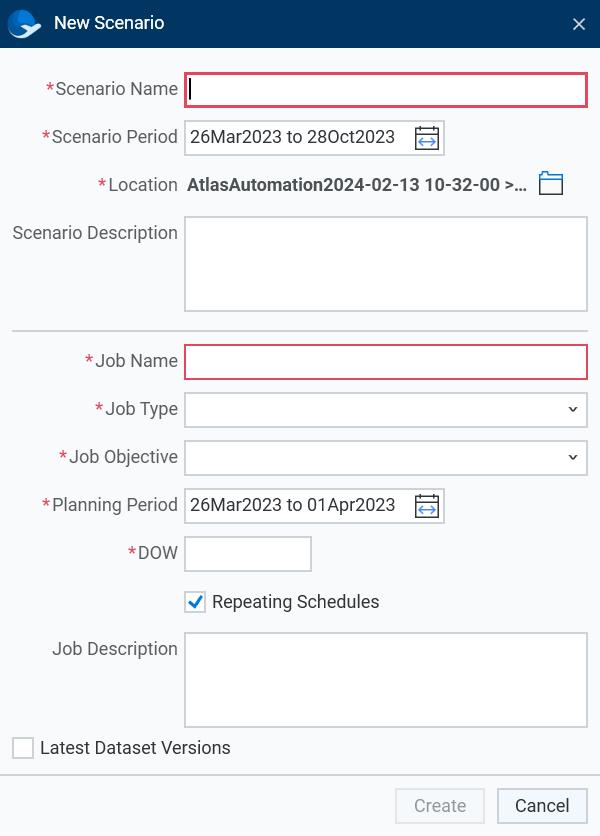 New Scenario
*Scenario Name
*Scenario Period 26Mar2023 to 28Oct2023
*Location AtlasAutomation2024-02-13 10-32-00 >...
Scenario Description
*Job Name
*Job Type
*Job Objective
*Planning Period 26Mar2023 to 01Apr2023
*DOW
Repeating Schedules
Job Description
Latest Dataset Versions
Create Cancel